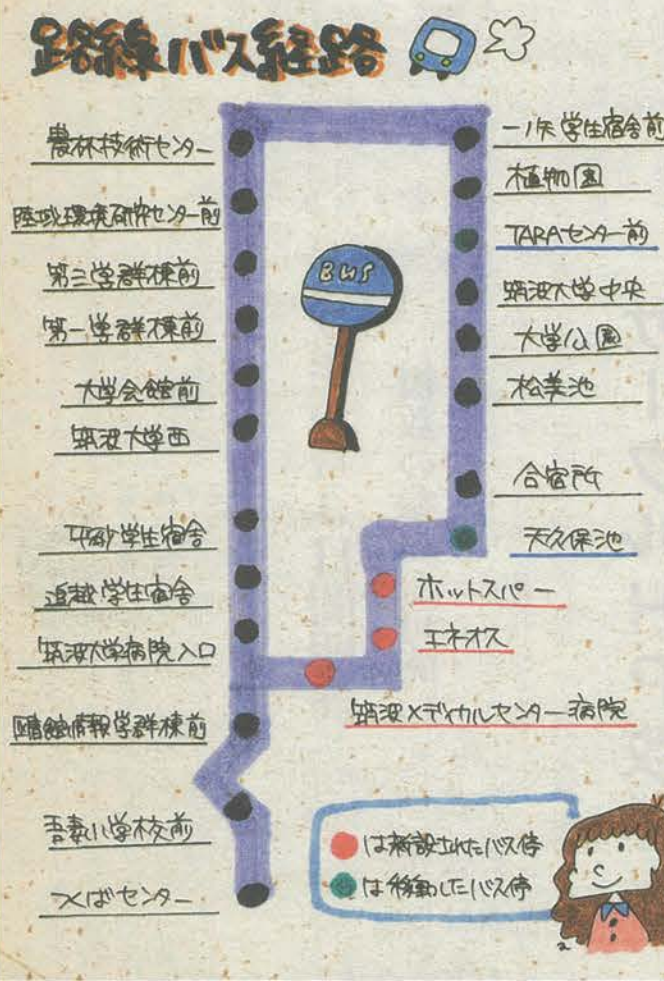 路線バス経路
農林技術センター
陸域環境研究センター前
第三学群棟前
第一学群棟前
大学会館前
筑波大学西
平砂学生宿舎
追越学生宿舎
筑波大学病院入口
図書館情報学群棟前
吾妻小学校前
つくばセンター
BUS
一ノ矢学生宿舎前
植物園
TARAセンター前
筑波大学中央
大学公園
松美池
合宿所
天久保池
ホットスパー
エネオス
筑波メディカルセンター病院
は新設されたバス停
は移動したバス停